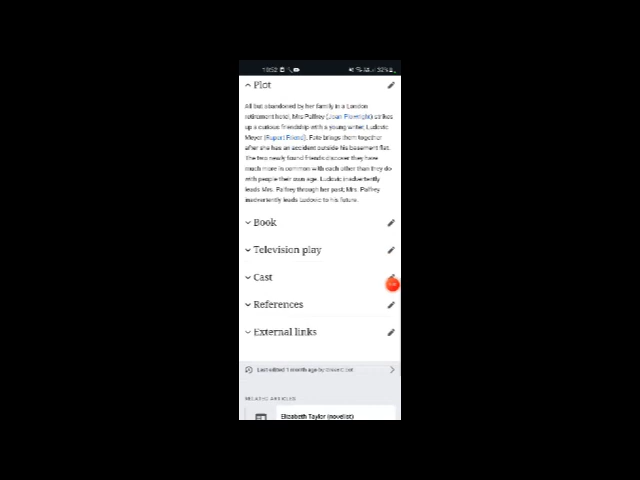 Plot
All but abandoned by her family in a London
retirement hotel, Mrs Palfrey (Joan Plowright) strikes
up a curious friendship with a young writer, Ludovic
Meyer (Rupert Friend). Fate brings them together
after she has an accident outside his basement flat.
The two newly found friends discover they have
much more in common with each other than they do
with people their own age. Ludovic inadvertently
leads Mrs. Palfrey through her past; Mrs. Palfrey
inadvertently leads Ludovic to his future.
Book
Television play
Cast
References
External links
Last edited 1 month ago by
RELATED ARTICLES
Elizabeth Taylor (novelist)